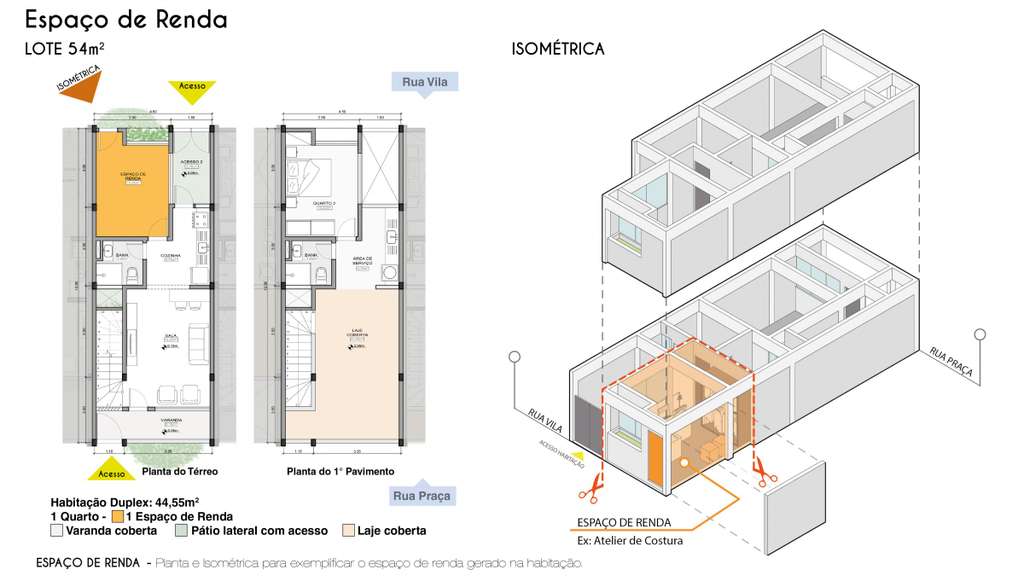 Espaço de Renda
LOTE 54m²
ISOMÉTRICA
ISOMÉTRICA
Acesso
Rua Vila
ESPAÇO DE
RENDA
ACESSO 2
COZINHA
BANH.
SALA
VARANDA
QUARTO 2
BANH.
ÁREA DE
SERVIÇO
LAJE
COBERTA
Acesso
Planta do Térreo
Planta do 1° Pavimento
Rua Praça
Habitação Duplex: 44,55m²
1 Quarto - 1 Espaço de Renda
Varanda coberta Pátio lateral com acesso Laje coberta
RUA VILA
ACESSO HABITAÇÃO
RUA PRAÇA
ESPAÇO DE RENDA
Ex: Atelier de Costura
ESPAÇO DE RENDA - Planta e Isométrica para exemplificar o espaço de renda gerado na habitação.